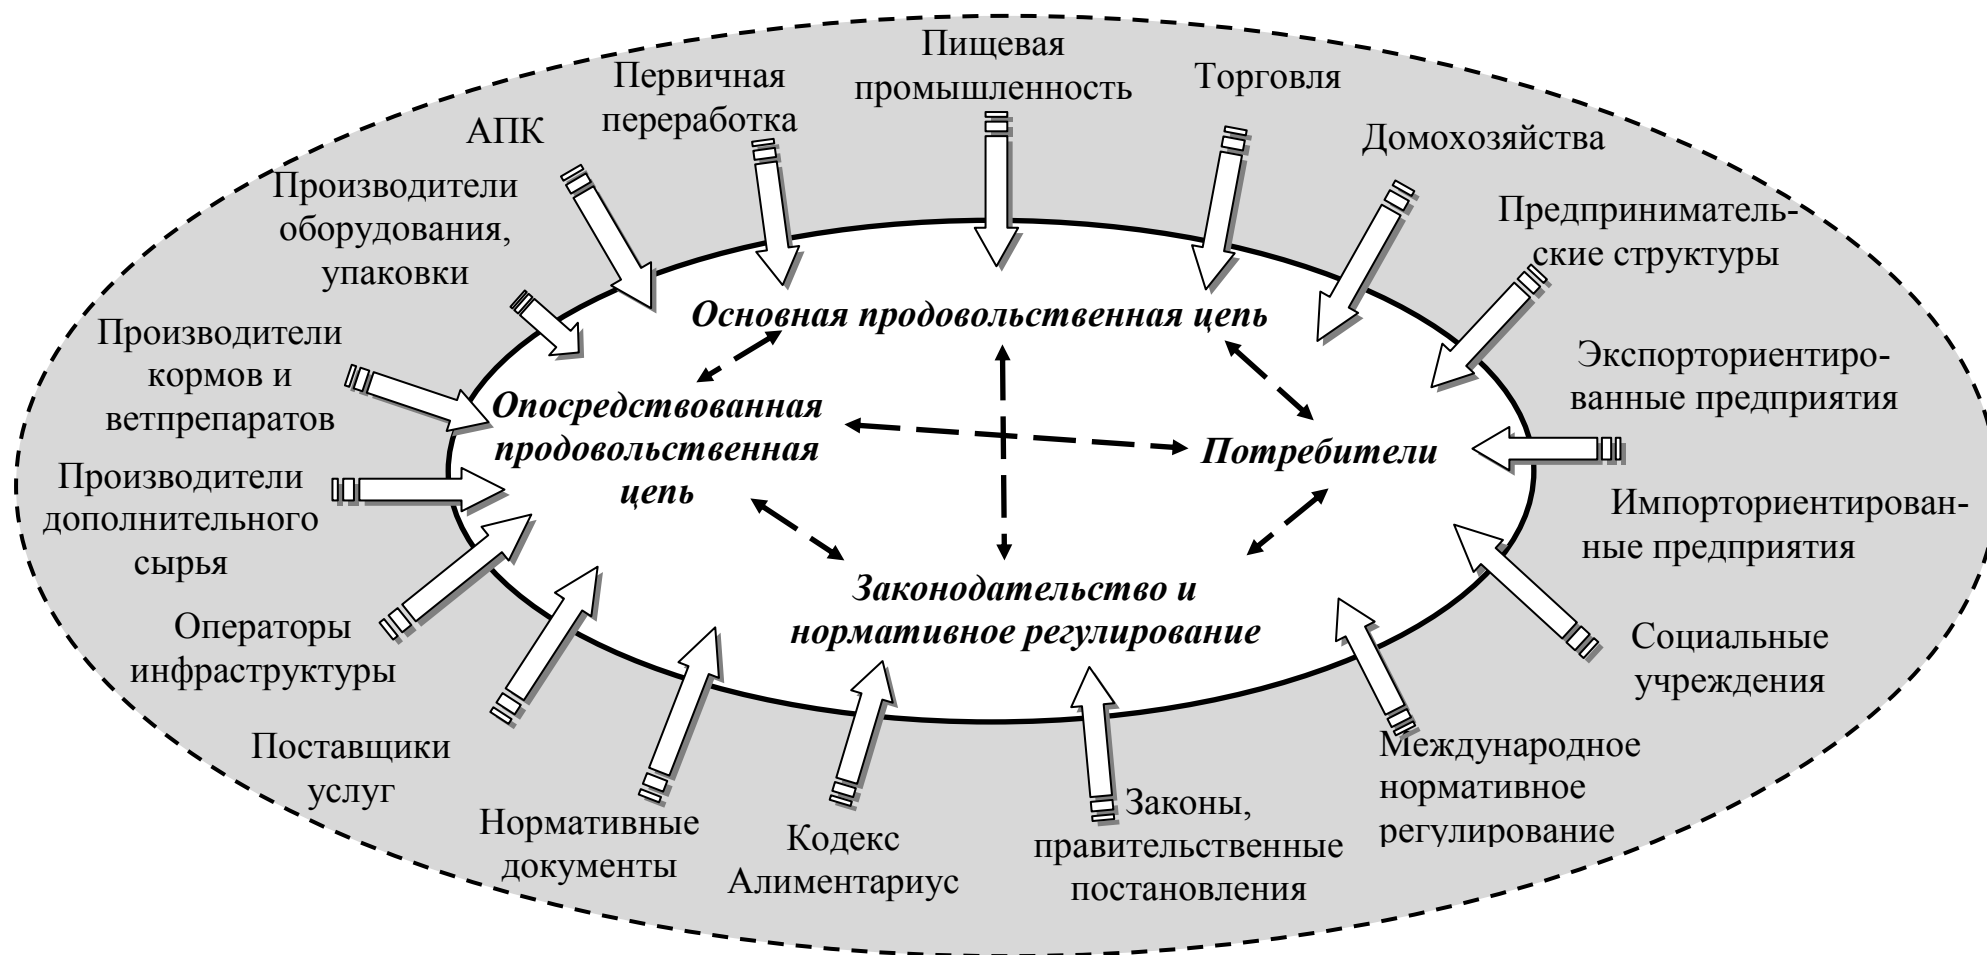 Пищевая
промышленность
Первичная
переработка
Торговля
АПК
Домохозяйства
Производители
оборудования,
упаковки
Предприниматель-
ские структуры
Производители
кормов и
ветпрепаратов
Экспорториентиро-
ванные предприятия
Производители
дополнительного
сырья
Импорториентирован-
ные предприятия
Операторы
инфраструктуры
Социальные
учреждения
Поставщики
услуг
Нормативные
документы
Кодекс
Алиментариус
Законы,
правительственные
постановления
Международное
нормативное
регулирование
Основная продовольственная цепь
Опосредствованная
продовольственная
цепь
Потребители
Законодательство и
нормативное регулирование